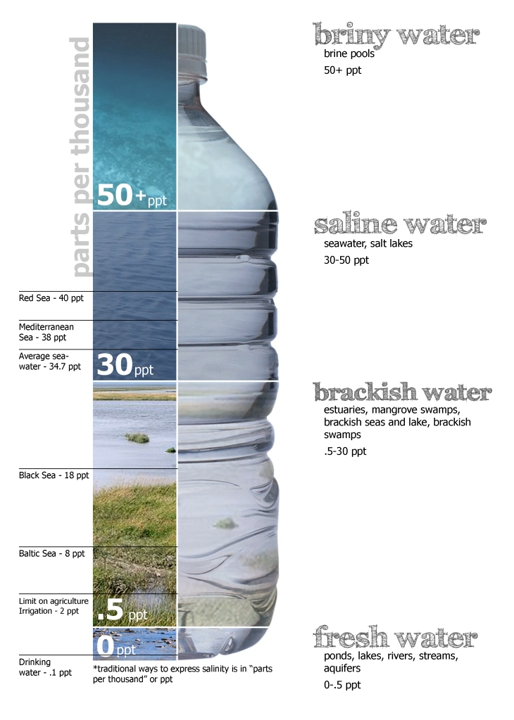 parts per thousand
50+ppt
Red Sea - 40 ppt
Mediterranean
Sea - 38 ppt
Average sea-
water - 34.7 ppt
30ppt
Black Sea - 18 ppt
Baltic Sea - 8 ppt
Limit on agriculture
Irrigation - 2 ppt
.5 ppt
0ppt
Drinking
water - .1 ppt
*traditional ways to express salinity is in "parts
per thousand" or ppt
briny water
brine pools
50+ ppt
saline water
seawater, salt lakes
30-50 ppt
brackish water
estuaries, mangrove swamps,
brackish seas and lake, brackish
swamps
.5-30 ppt
fresh water
ponds, lakes, rivers, streams,
aquifers
0-.5 ppt